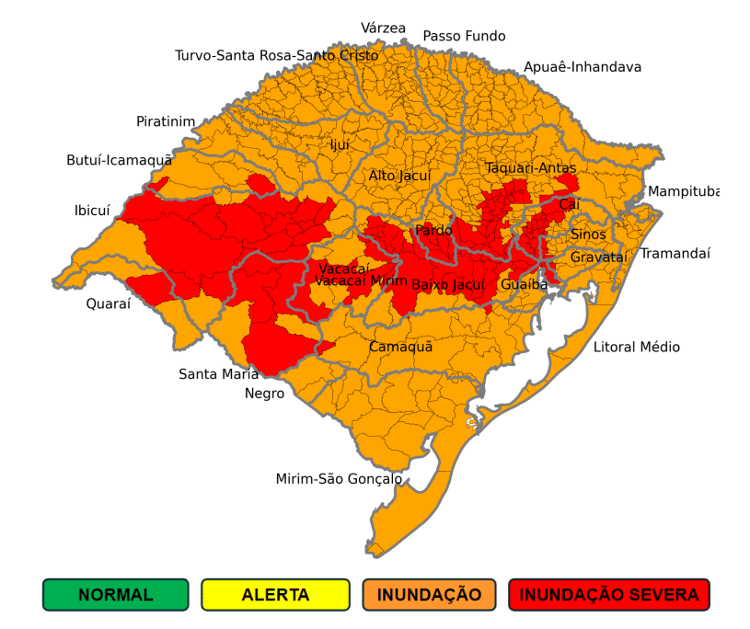 Várzea
Passo Fundo
Turvo-Santa Rosa-Santo Cristo
Apuaê-Inhandava
Piratinim
Ijuí
Butuí-Icamaquã
Alto Jacuí
Taquari-Antas
Mampituba
Caí
Ibicuí
Pardo
Sinos
Tramandaí
Gravataí
Vacacaí-
Vacacaí Mirim
Baixo Jacuí
Guaíba
Quaraí
Camaquã
Litoral Médio
Santa Maria
Negro
Mirim-São Gonçalo
NORMAL
ALERTA
INUNDAÇÃO
INUNDAÇÃO SEVERA